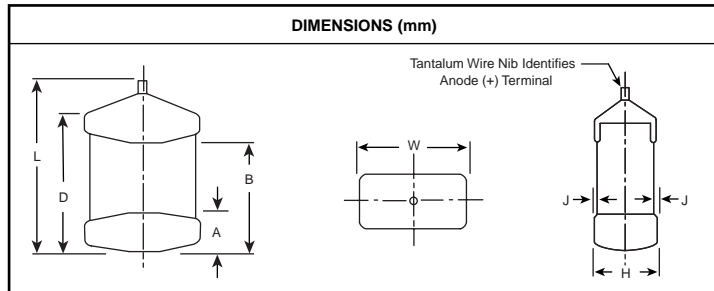 DIMENSIONS (mm)
Tantalum Wire Nib Identifies
Anode (+) Terminal
L
D
B
A
W
J
J
H